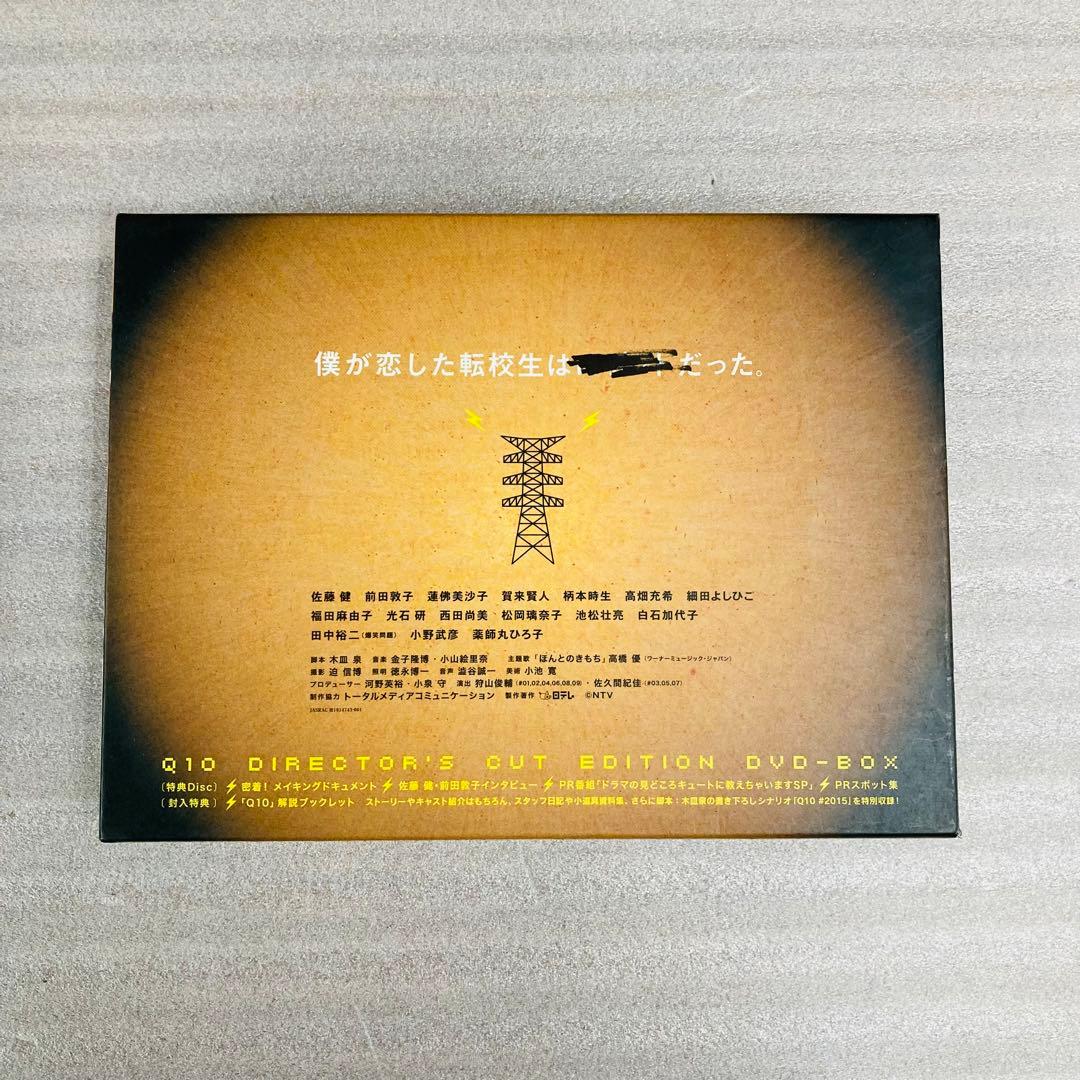 僕が恋した転校生は トだった。
佐藤 健 前田敦子 蓮佛美沙子 賀来賢人 柄本時生 高畑充希 細田よしひこ
福田麻由子 光石 研 西田尚美 松岡璃奈子 池松壮亮 白石加代子
田中裕二(爆笑問題) 小野武彦 薬師丸ひろ子
脚本 木皿 泉 音楽 金子隆博・小山絵里奈 主題歌「ほんとのきもち」高橋 優(ワーナーミュージック・ジャパン)
撮影 迫 信博 照明 徳永博一 音声 澁谷誠一 美術 小池 寛
プロデューサー 河野英裕・小泉 守 演出 狩山俊輔(#01,02,04,06,08,09)・佐久間紀佳(#03,05,07)
制作協力 トータルメディアコミュニケーション 製作著作 日テレ ©NTV
JASRAC R1014743-001
Q10 DIRECTOR'S CUT EDITION DVD-BOX
〔特典Disc〕 密着!メイキングドキュメント 佐藤 健・前田敦子インタビュー PR番組「ドラマの見どころキュートに教えちゃいますSP」 PRスポット集
〔封入特典〕 「Q10」解説ブックレット ストーリーやキャスト紹介はもちろん、スタッフ日記や小道具資料集、さらに脚本:木皿泉の書き下ろしシナリオ「Q10 #2015」を特別収録!